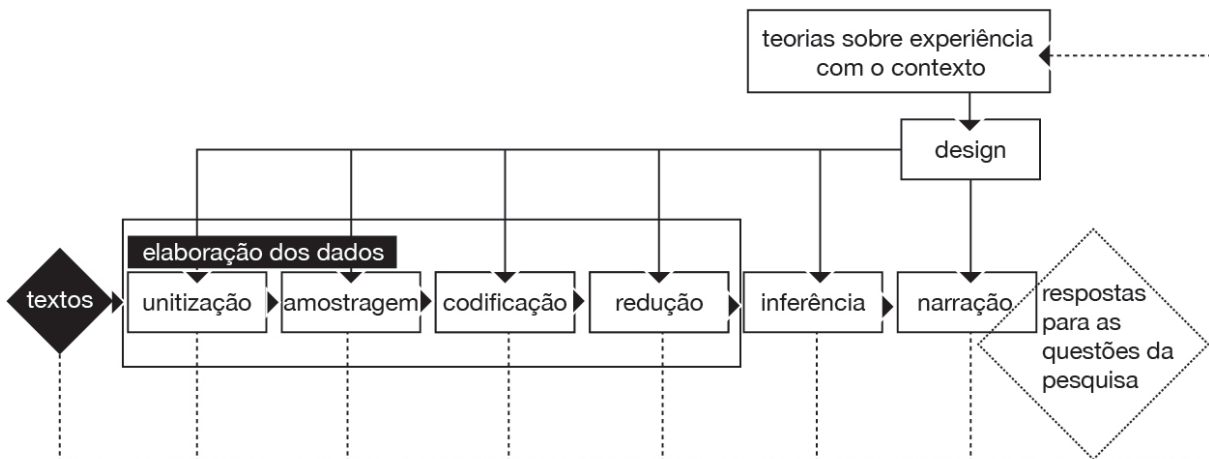 teorias sobre experiência
com o contexto
design
elaboração dos dados
textos
unitização
amostragem
codificação
redução
inferência
narração
respostas
para as
questões da
pesquisa